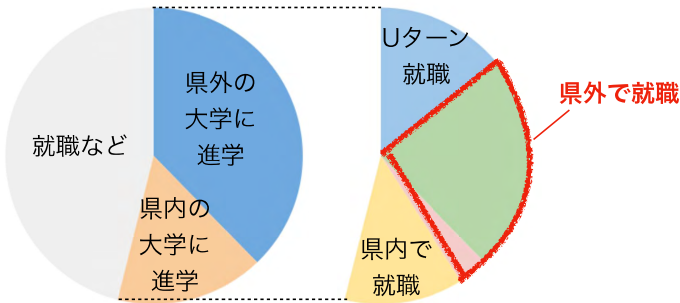 県外の
大学に
進学
就職など
県内の
大学に
進学
Uターン
就職
県外で就職
県内で
就職